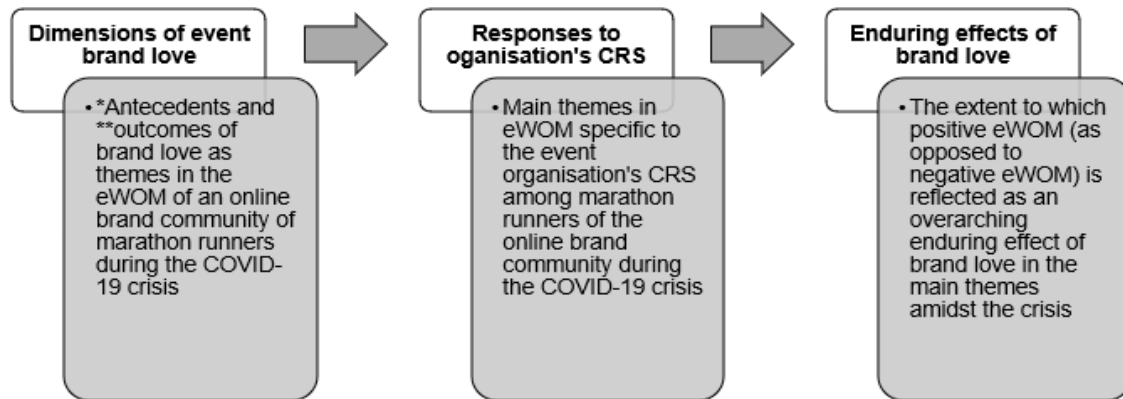 Dimensions of event
brand love
• *Antecedents and
**outcomes of
brand love as
themes in the
eWOM of an online
brand community of
marathon runners
during the COVID-
19 crisis
Responses to
oganisation's CRS
• Main themes in
eWOM specific to
the event
organisation's CRS
among marathon
runners of the
online brand
community during
the COVID-19 crisis
Enduring effects of
brand love
• The extent to which
positive eWOM (as
opposed to
negative eWOM) is
reflected as an
overarching
enduring effect of
brand love in the
main themes
amidst the crisis